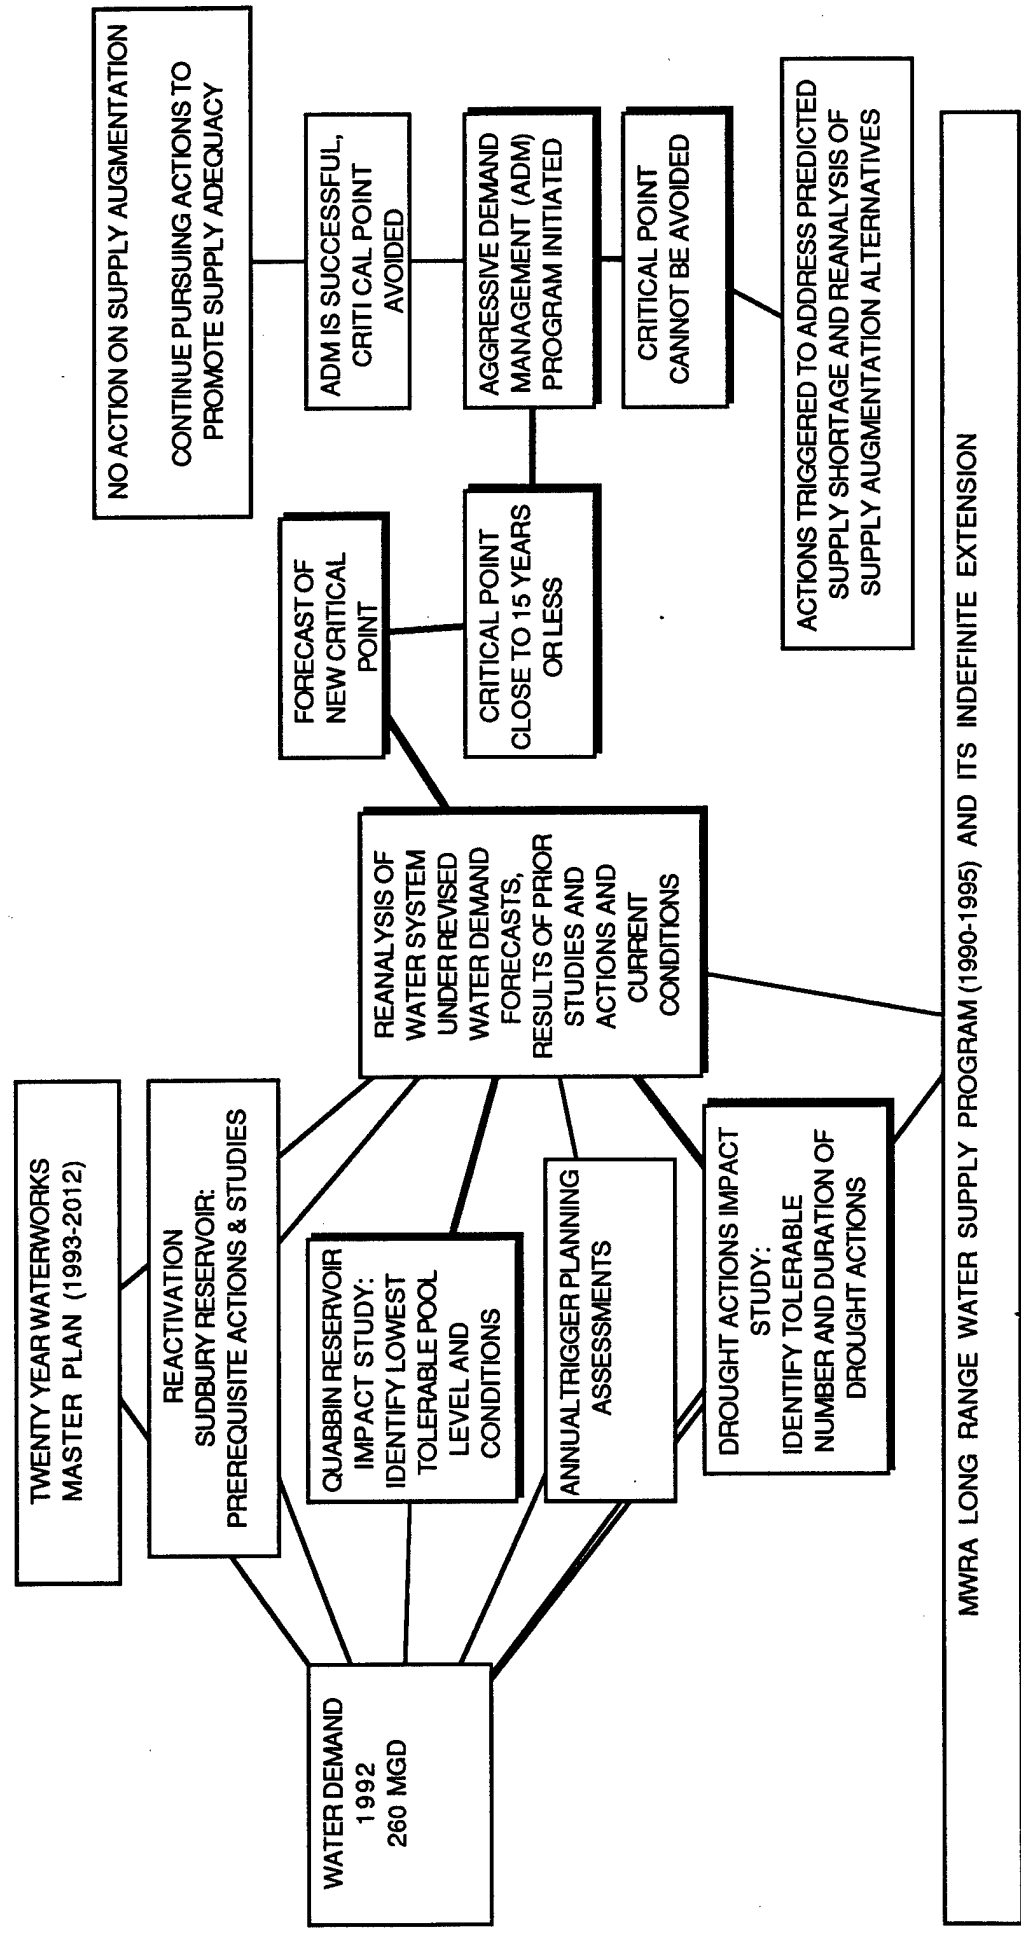 TWENTY YEAR WATERWORKS
MASTER PLAN (1993-2012)
REACTIVATION
SUDBURY RESERVOIR:
PREREQUISITE ACTIONS & STUDIES
WATER DEMAND
1992
260 MGD
QUABBIN RESERVOIR
IMPACT STUDY:
IDENTIFY LOWEST
TOLERABLE POOL
LEVEL AND
CONDITIONS
ANNUAL TRIGGER PLANNING
ASSESSMENTS
DROUGHT ACTIONS IMPACT
STUDY:
IDENTIFY TOLERABLE
NUMBER AND DURATION OF
DROUGHT ACTIONS
REANALYSIS OF
WATER SYSTEM
UNDER REVISED
WATER DEMAND
FORECASTS,
RESULTS OF PRIOR
STUDIES AND
ACTIONS AND
CURRENT
CONDITIONS
FORECAST OF
NEW CRITICAL
POINT
CRITICAL POINT
CLOSE TO 15 YEARS
OR LESS
NO ACTION ON SUPPLY AUGMENTATION
CONTINUE PURSUING ACTIONS TO
PROMOTE SUPPLY ADEQUACY
ADM IS SUCCESSFUL,
CRITI CAL POINT
AVOIDED
AGGRESSIVE DEMAND
MANAGEMENT (ADM)
PROGRAM INITIATED
CRITICAL POINT
CANNOT BE AVOIDED
ACTIONS TRIGGERED TO ADDRESS PREDICTED
SUPPLY SHORTAGE AND REANALYSIS OF
SUPPLY AUGMENTATION ALTERNATIVES
MWRA LONG RANGE WATER SUPPLY PROGRAM (1990-1995) AND ITS INDEFINITE EXTENSION